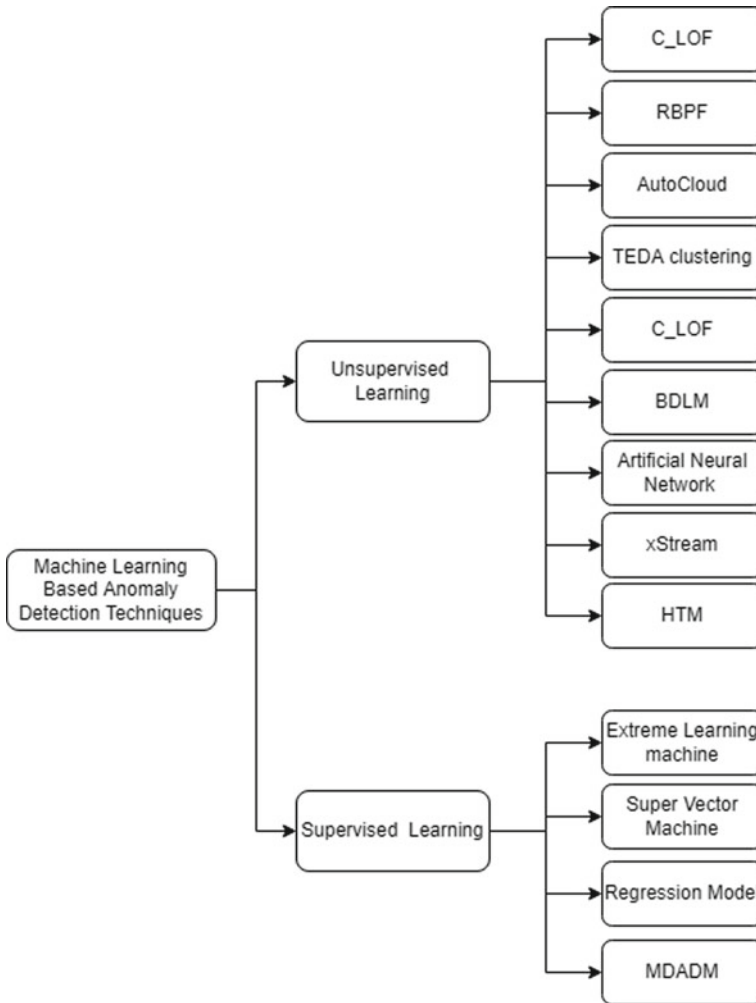 C_LOF
RBPF
AutoCloud
TEDA clustering
C_LOF
Unsupervised
Learning
BDLM
Artificial Neural
Network
xStream
HTM
Machine Learning
Based Anomaly
Detection Techniques
Extreme Learning
machine
Super Vector
Machine
Supervised Learning
Regression Mode
MDADM